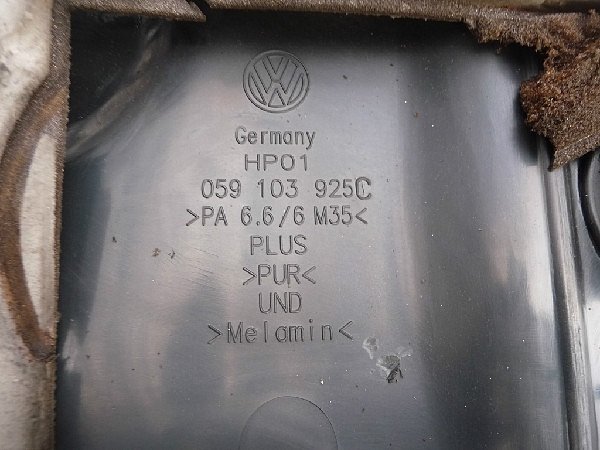 Germany
HP01
059 103 925C
>PA 6.6/6 M35<
PLUS
>PUR<
UND
>Melamin<